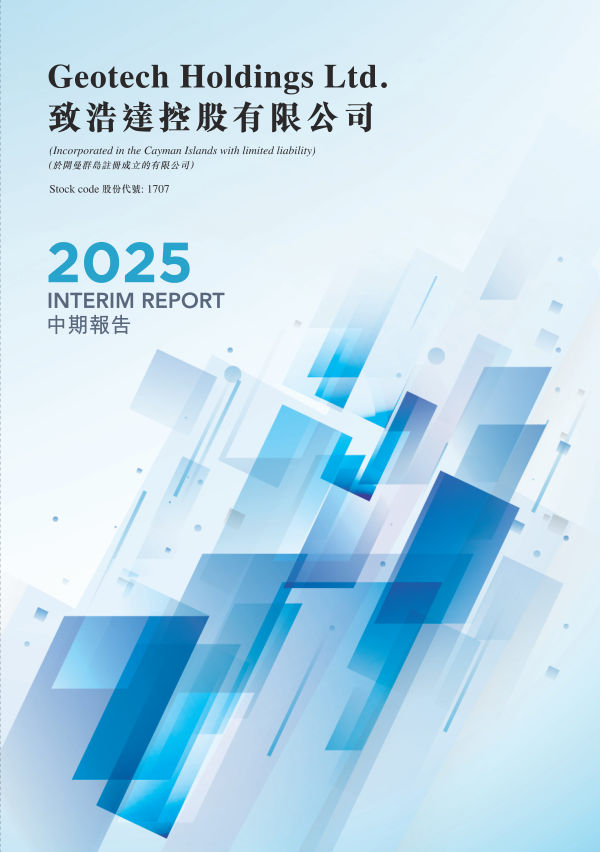 Geotech Holdings Ltd.
致浩達控股有限公司
(Incorporated in the Cayman Islands with limited liability)
(於開曼群島註冊成立的有限公司)
Stock code 股份代號: 1707
2025
INTERIM REPORT
中期報告